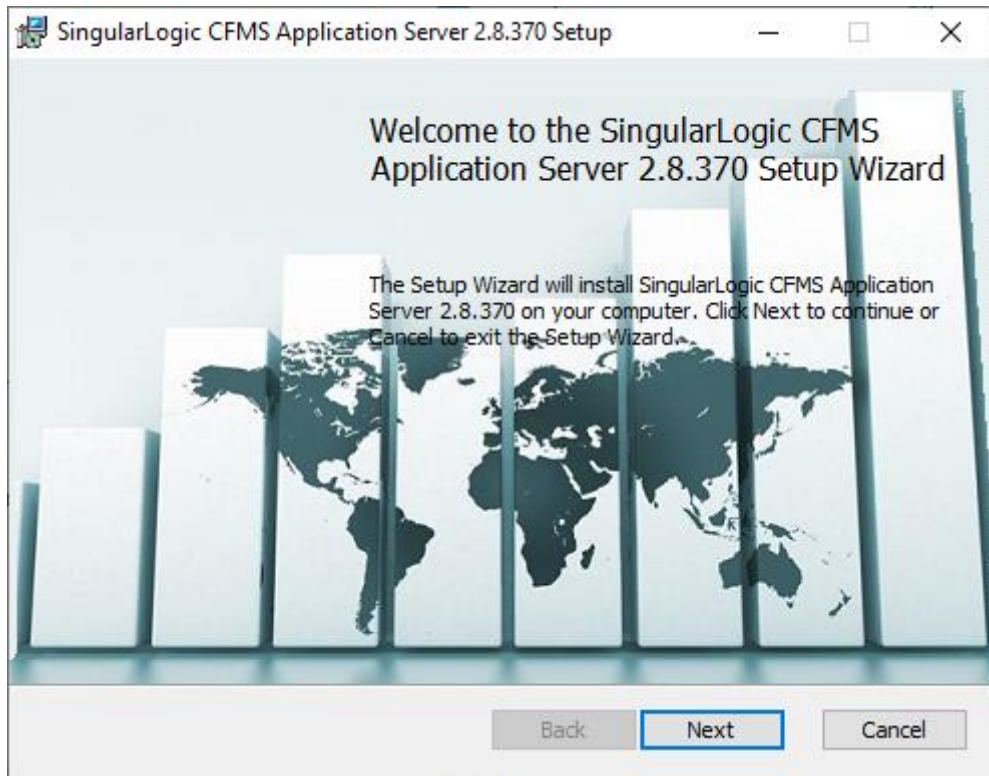 SingularLogic CFMS Application Server 2.8.370 Setup
Welcome to the SingularLogic CFMS
Application Server 2.8.370 Setup Wizard
The Setup Wizard will install SingularLogic CFMS Application
Server 2.8.370 on your computer. Click Next to continue or
Cancel to exit the Setup Wizard.
Back
Next
Cancel